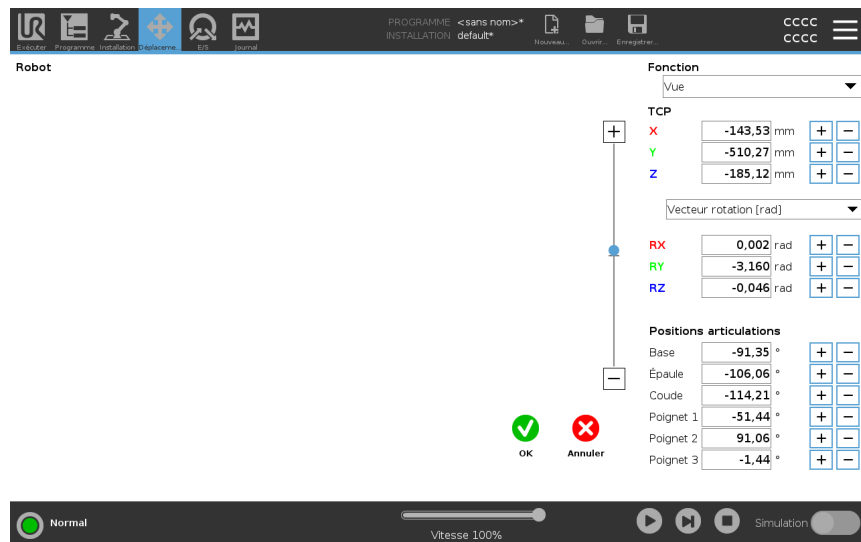 PROGRAMME <sans nom>*
INSTALLATION default*
CCCC
CCCC
Exécuter Programme Installation Déplaceme... E/S Journal
Nouveau... Ouvrir... Enregistrer...
Robot
Fonction
Vue
TCP
+
X -143,53 mm + −
Y -510,27 mm + −
Z -185,12 mm + −
Vecteur rotation [rad]
RX 0,002 rad + −
RY -3,160 rad + −
RZ -0,046 rad + −
Positions articulations
Base -91,35 ° + −
Épaule -106,06 ° + −
−
Coude -114,21 ° + −
Poignet 1 -51,44 ° + −
Poignet 2 91,06 ° + −
Poignet 3 -1,44 ° + −
OK Annuler
Normal
Vitesse 100%
Simulation